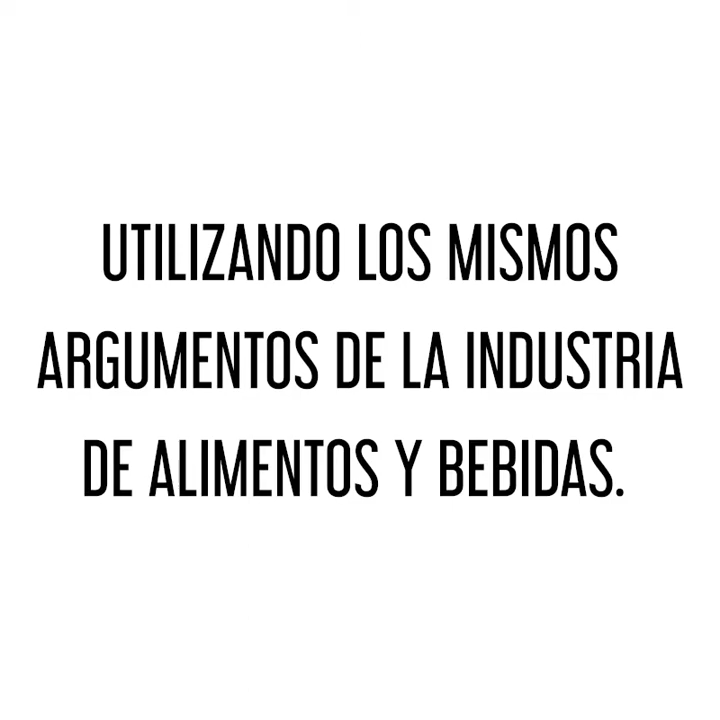 UTILIZANDO LOS MISMOS
ARGUMENTOS DE LA INDUSTRIA
DE ALIMENTOS Y BEBIDAS.